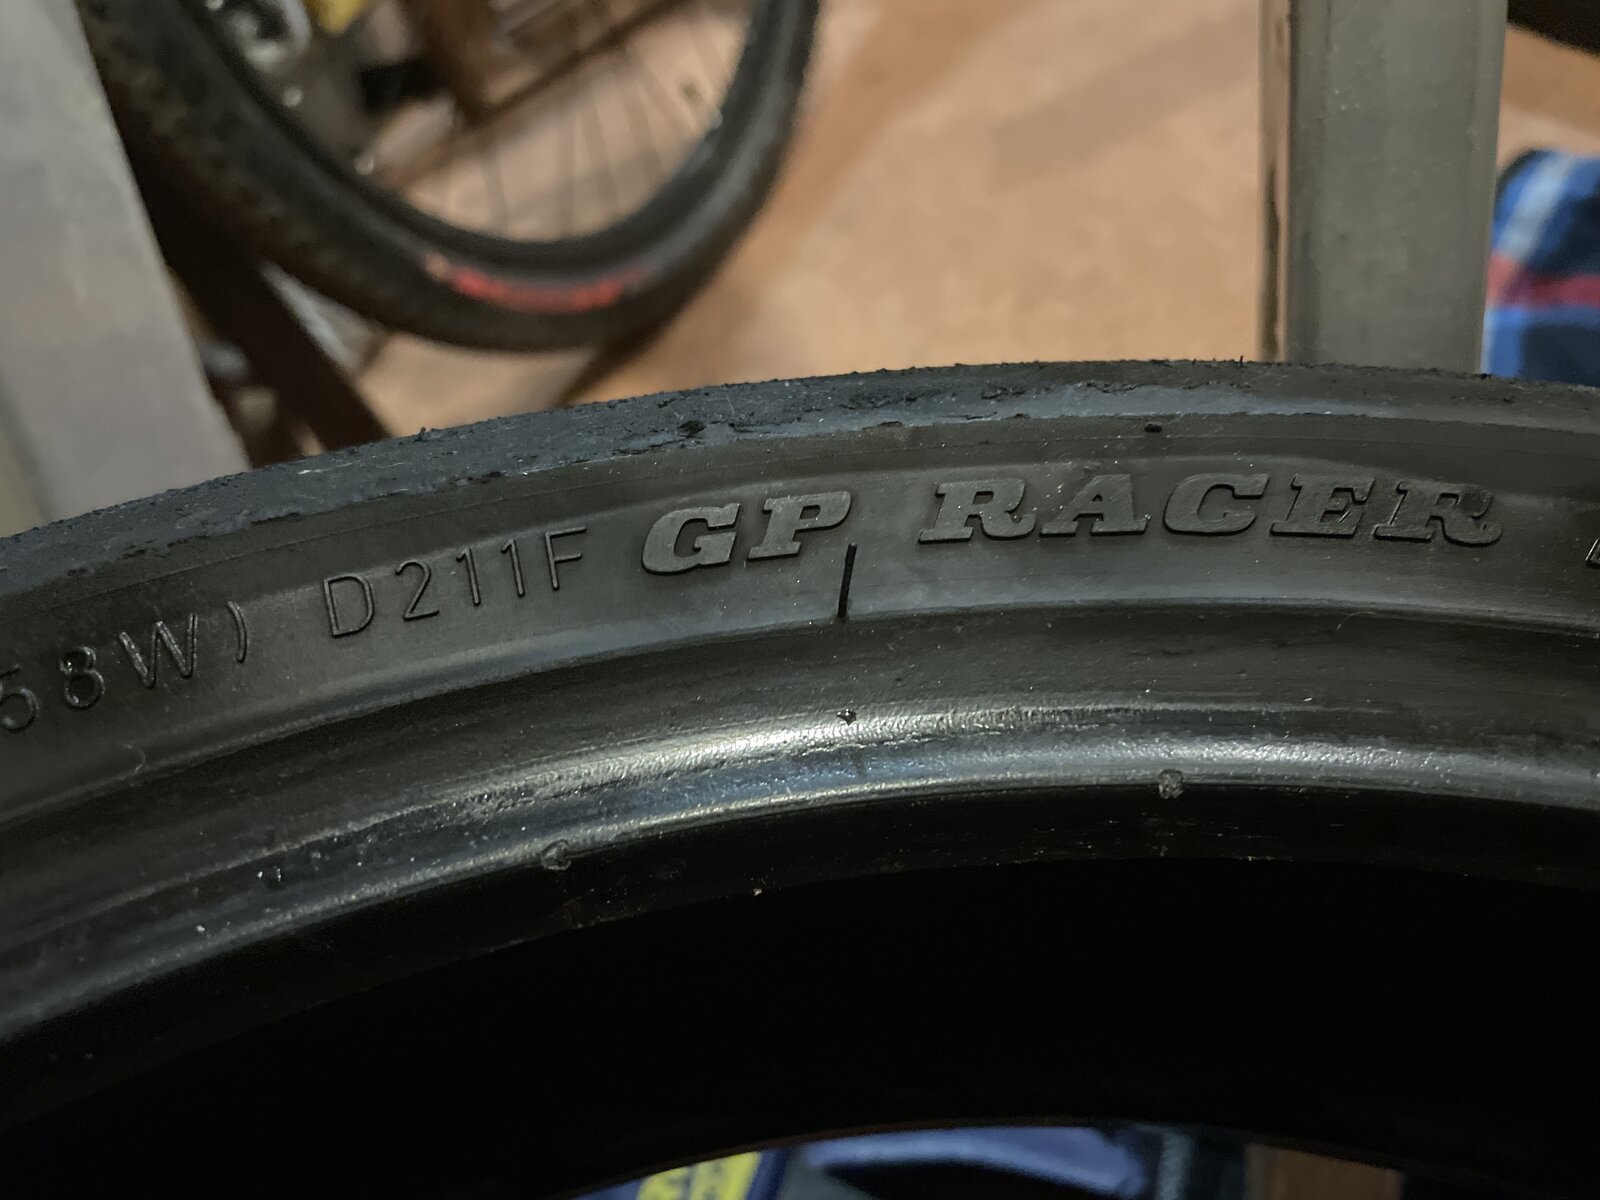 58W) D211F GP RACER